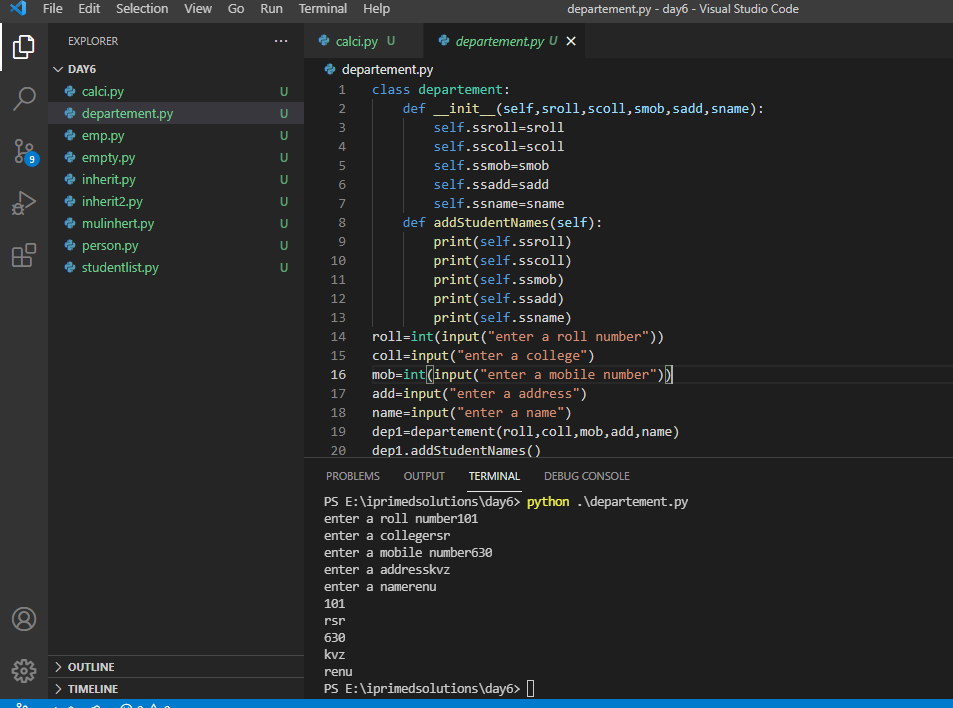 File Edit Selection View Go Run Terminal Help departement.py - day6 - Visual Studio Code
EXPLORER ...
DAY6
calci.py U
departement.py U
emp.py U
empty.py U
inherit.py U
inherit2.py U
mulinhert.py U
person.py U
studentlist.py U
9
OUTLINE
TIMELINE
calci.py U departement.py U
departement.py
1 class departement:
2 def __init__(self,sroll,scoll,smob,sadd,sname):
3 self.ssroll=sroll
4 self.sscoll=scoll
5 self.ssmob=smob
6 self.ssadd=sadd
7 self.ssname=sname
8 def addStudentNames(self):
9 print(self.ssroll)
10 print(self.sscoll)
11 print(self.ssmob)
12 print(self.ssadd)
13 print(self.ssname)
14 roll=int(input("enter a roll number"))
15 coll=input("enter a college")
16 mob=int(input("enter a mobile number"))
17 add=input("enter a address")
18 name=input("enter a name")
19 dep1=departement(roll,coll,mob,add,name)
20 dep1.addStudentNames()
PROBLEMS OUTPUT TERMINAL DEBUG CONSOLE
PS E:\iprimedsolutions\day6> python .\departement.py
enter a roll number101
enter a collegersr
enter a mobile number630
enter a addresskvz
enter a namerenu
101
rsr
630
kvz
renu
PS E:\iprimedsolutions\day6>